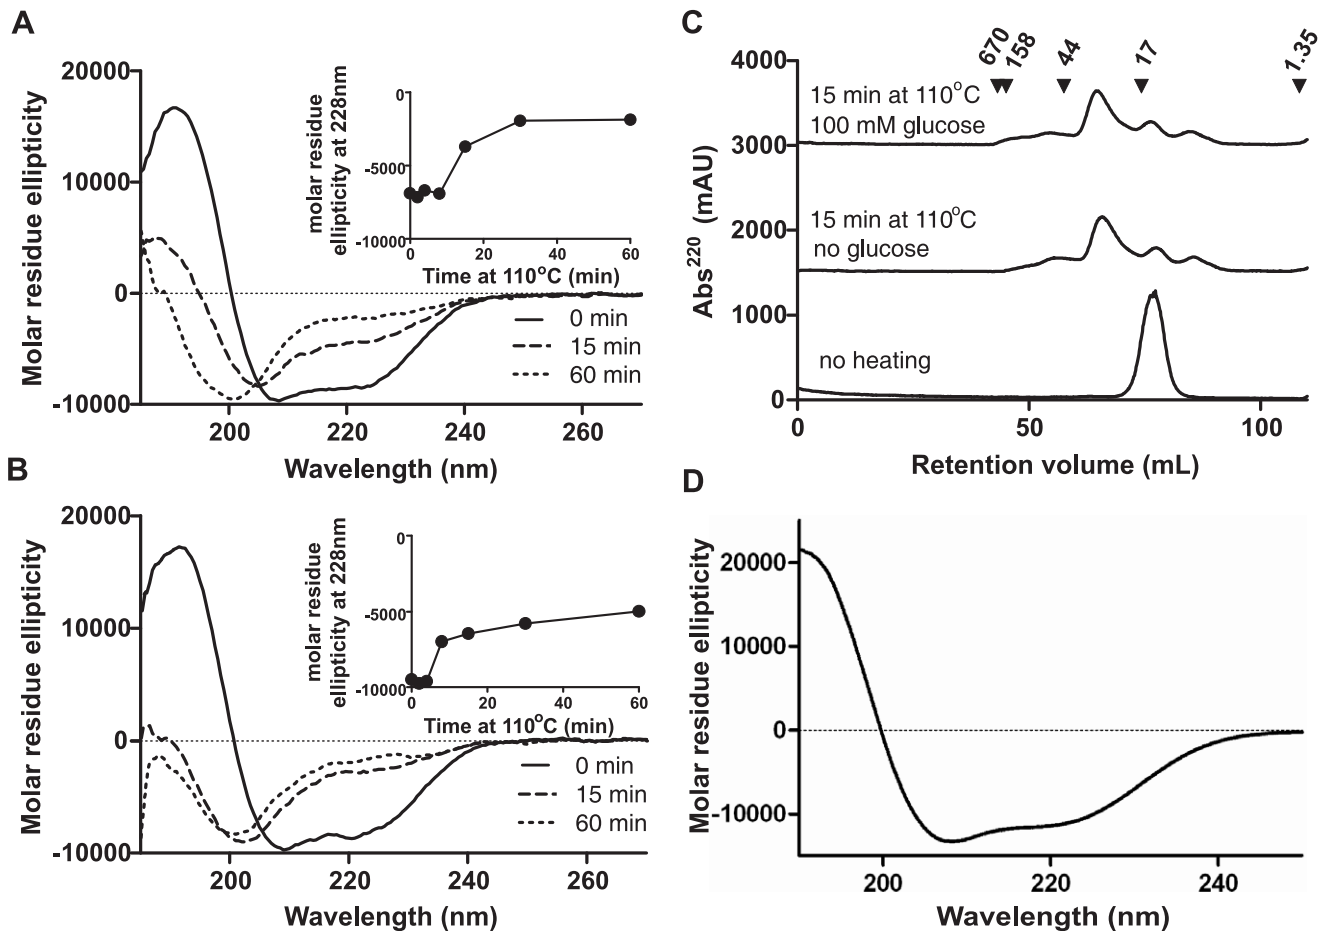 A
20000
10000
0
-10000
Molar residue ellipticity
200
220
240
260
Wavelength (nm)
0 min
15 min
60 min
molar residue
ellipticity at 228nm
0
-5000
-10000
0
20
40
60
Time at 110°C (min)
B
20000
10000
0
-10000
Molar residue ellipticity
200
220
240
260
Wavelength (nm)
0 min
15 min
60 min
molar residue
ellipticity at 228nm
0
-5000
-10000
0
20
40
60
Time at 110°C (min)
C
670
158
44
17
1.35
4000
3000
2000
1000
0
Abs²²⁰ (mAU)
15 min at 110°C
100 mM glucose
15 min at 110°C
no glucose
no heating
0
50
100
Retention volume (mL)
D
20000
10000
0
-10000
Molar residue ellipticity
200
220
240
Wavelength (nm)